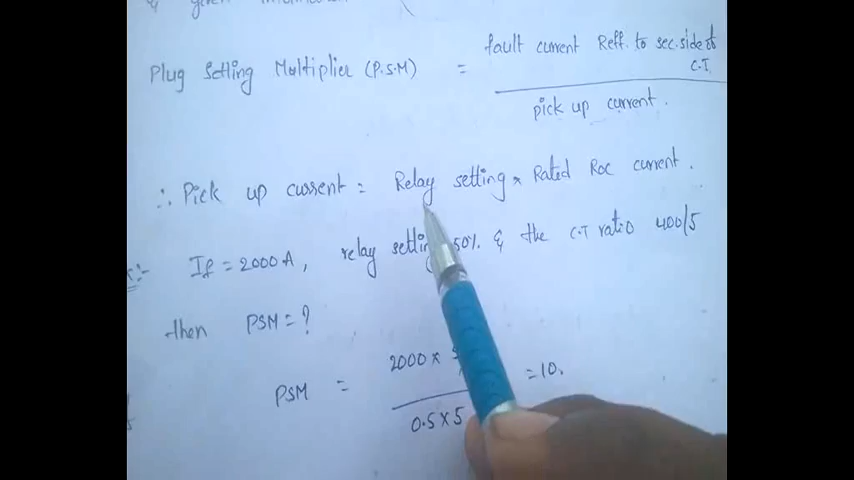 & given
Plug Setting Multiplier (P.S.M) = fault current Reff. to sec. side of C.T
pick up current.
∴ Pick up current = Relay setting × Rated Roc current.
If = 2000 A, relay setting 50% & the C.T ratio 400/5
then PSM = ?
PSM = 2000 ×
0.5 × 5
= 10.